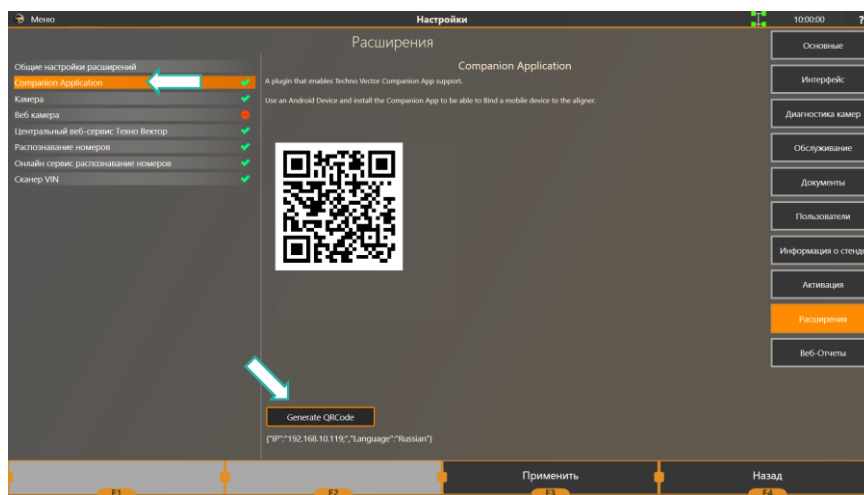 Меню
Настройки
10:00:00
?
Расширения
Общие настройки расширений
Companion Application
Камера
Веб камера
Центральный веб-сервис Техно Вектор
Распознавание номеров
Онлайн сервис распознавание номеров
Сканер VIN
Companion Application
A plugin that enables Techno Vector Companion App support.
Use an Android Device and install the Companion App to be able to Bind a mobile device to the aligner.
Generate QRCode
{"IP":"192.168.10.119;","Language":"Russian"}
Основные
Интерфейс
Диагностика камер
Обслуживание
Документы
Пользователи
Информация о стенде
Активация
Расширения
Веб-Отчеты
F1
F2
Применить
F3
Назад
F4